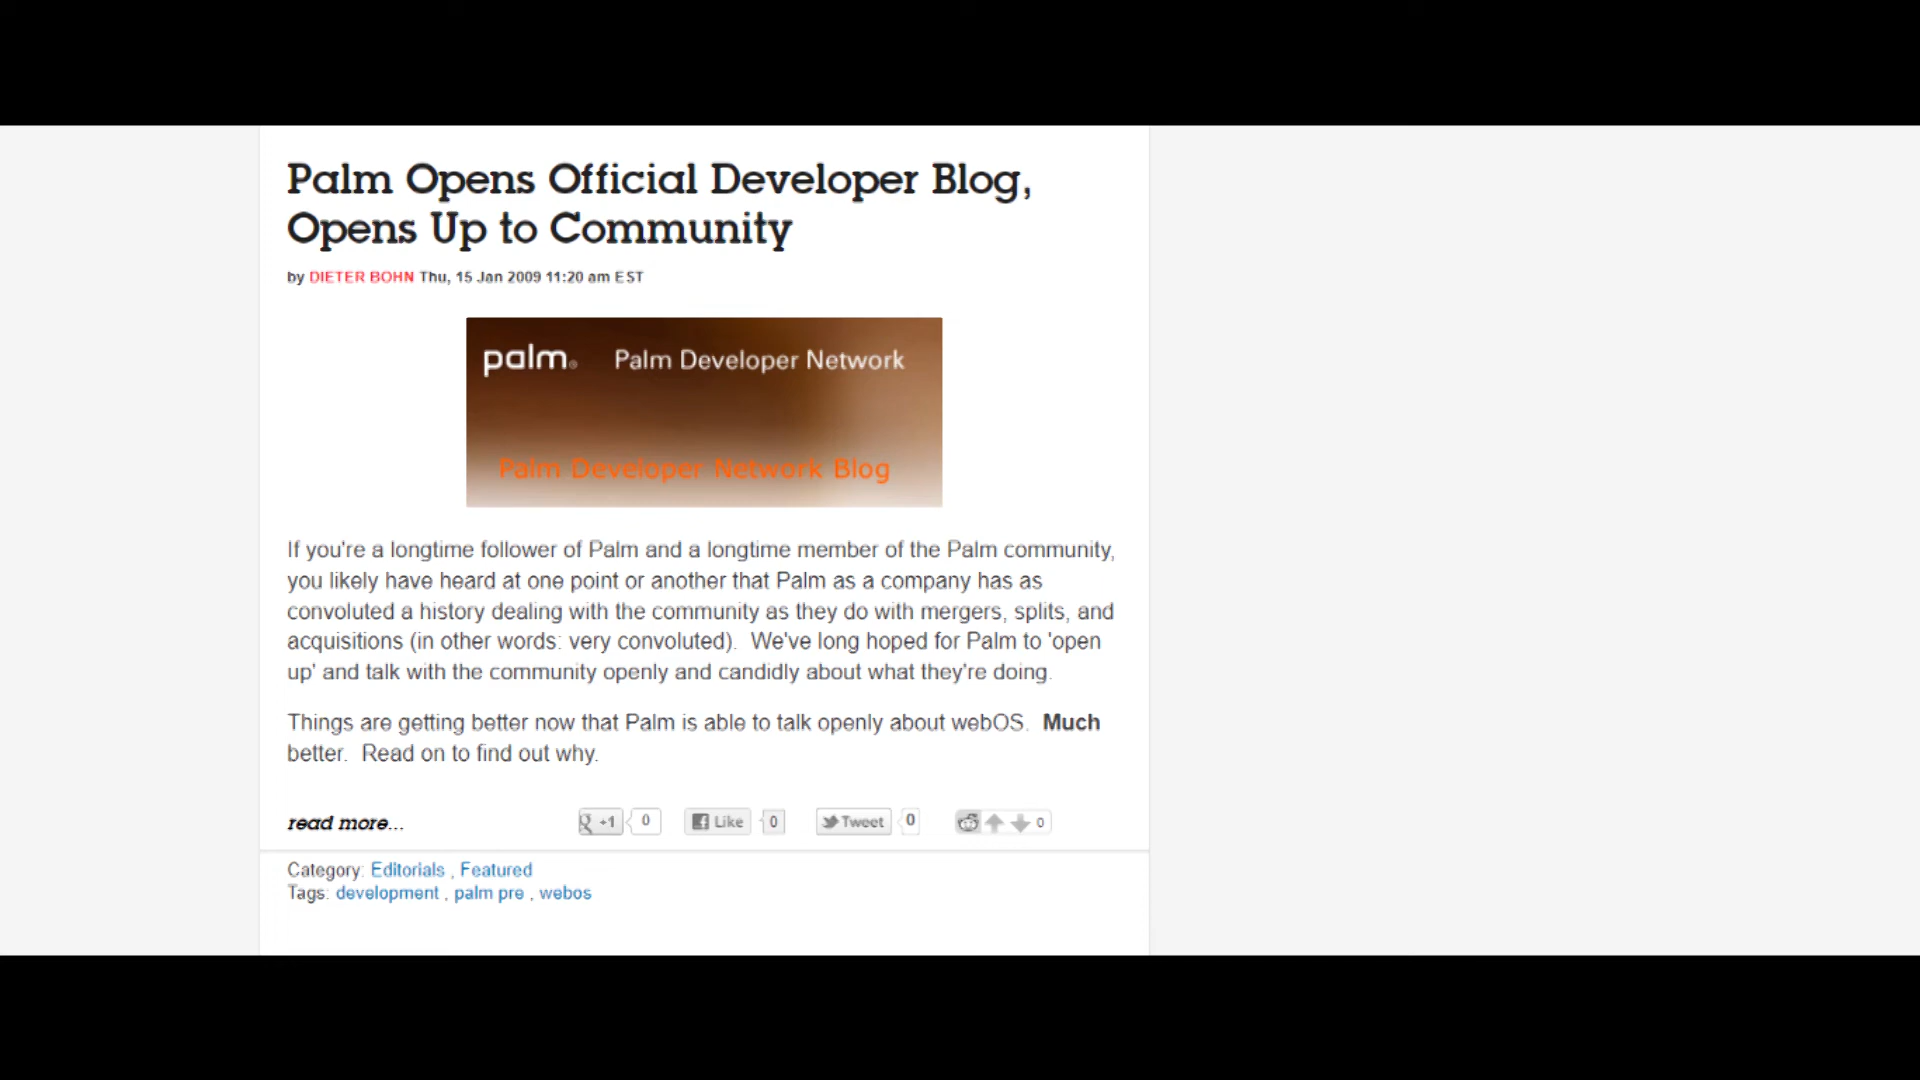 Palm Opens Official Developer Blog,
Opens Up to Community
by DIETER BOHN Thu, 15 Jan 2009 11:20 am EST
palm® Palm Developer Network
Palm Developer Network Blog
If you're a longtime follower of Palm and a longtime member of the Palm community,
you likely have heard at one point or another that Palm as a company has as
convoluted a history dealing with the community as they do with mergers, splits, and
acquisitions (in other words: very convoluted).  We've long hoped for Palm to 'open
up' and talk with the community openly and candidly about what they're doing.
Things are getting better now that Palm is able to talk openly about webOS.  Much
better.  Read on to find out why.
read more... g +1 0 f Like 0 Tweet 0 0
Category: Editorials , Featured
Tags: development , palm pre , webos